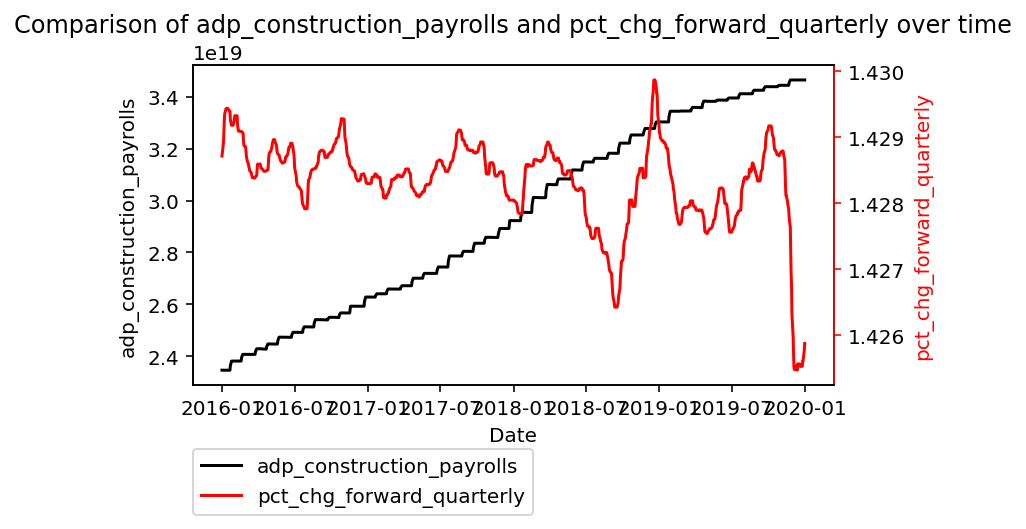 Comparison of adp_construction_payrolls and pct_chg_forward_quarterly over time
1e19
3.4
3.2
3.0
2.8
2.6
2.4
adp_construction_payrolls
1.430
1.429
1.428
1.427
1.426
pct_chg_forward_quarterly
2016-01 2016-07 2017-01 2017-07 2018-01 2018-07 2019-01 2019-07 2020-01
Date
adp_construction_payrolls
pct_chg_forward_quarterly